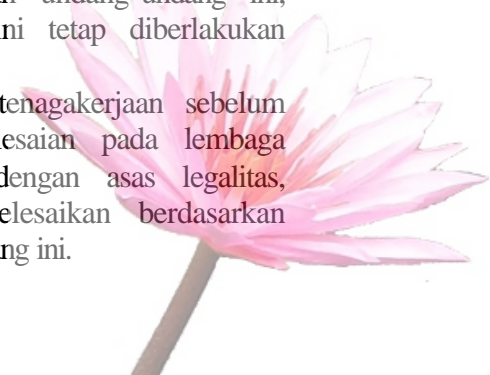 undang-undang ini,
ni tetap diberlakukan
tenagakerjaan sebelum
esaian pada lembaga
dengan asas legalitas,
elesaikan berdasarkan
ng ini.